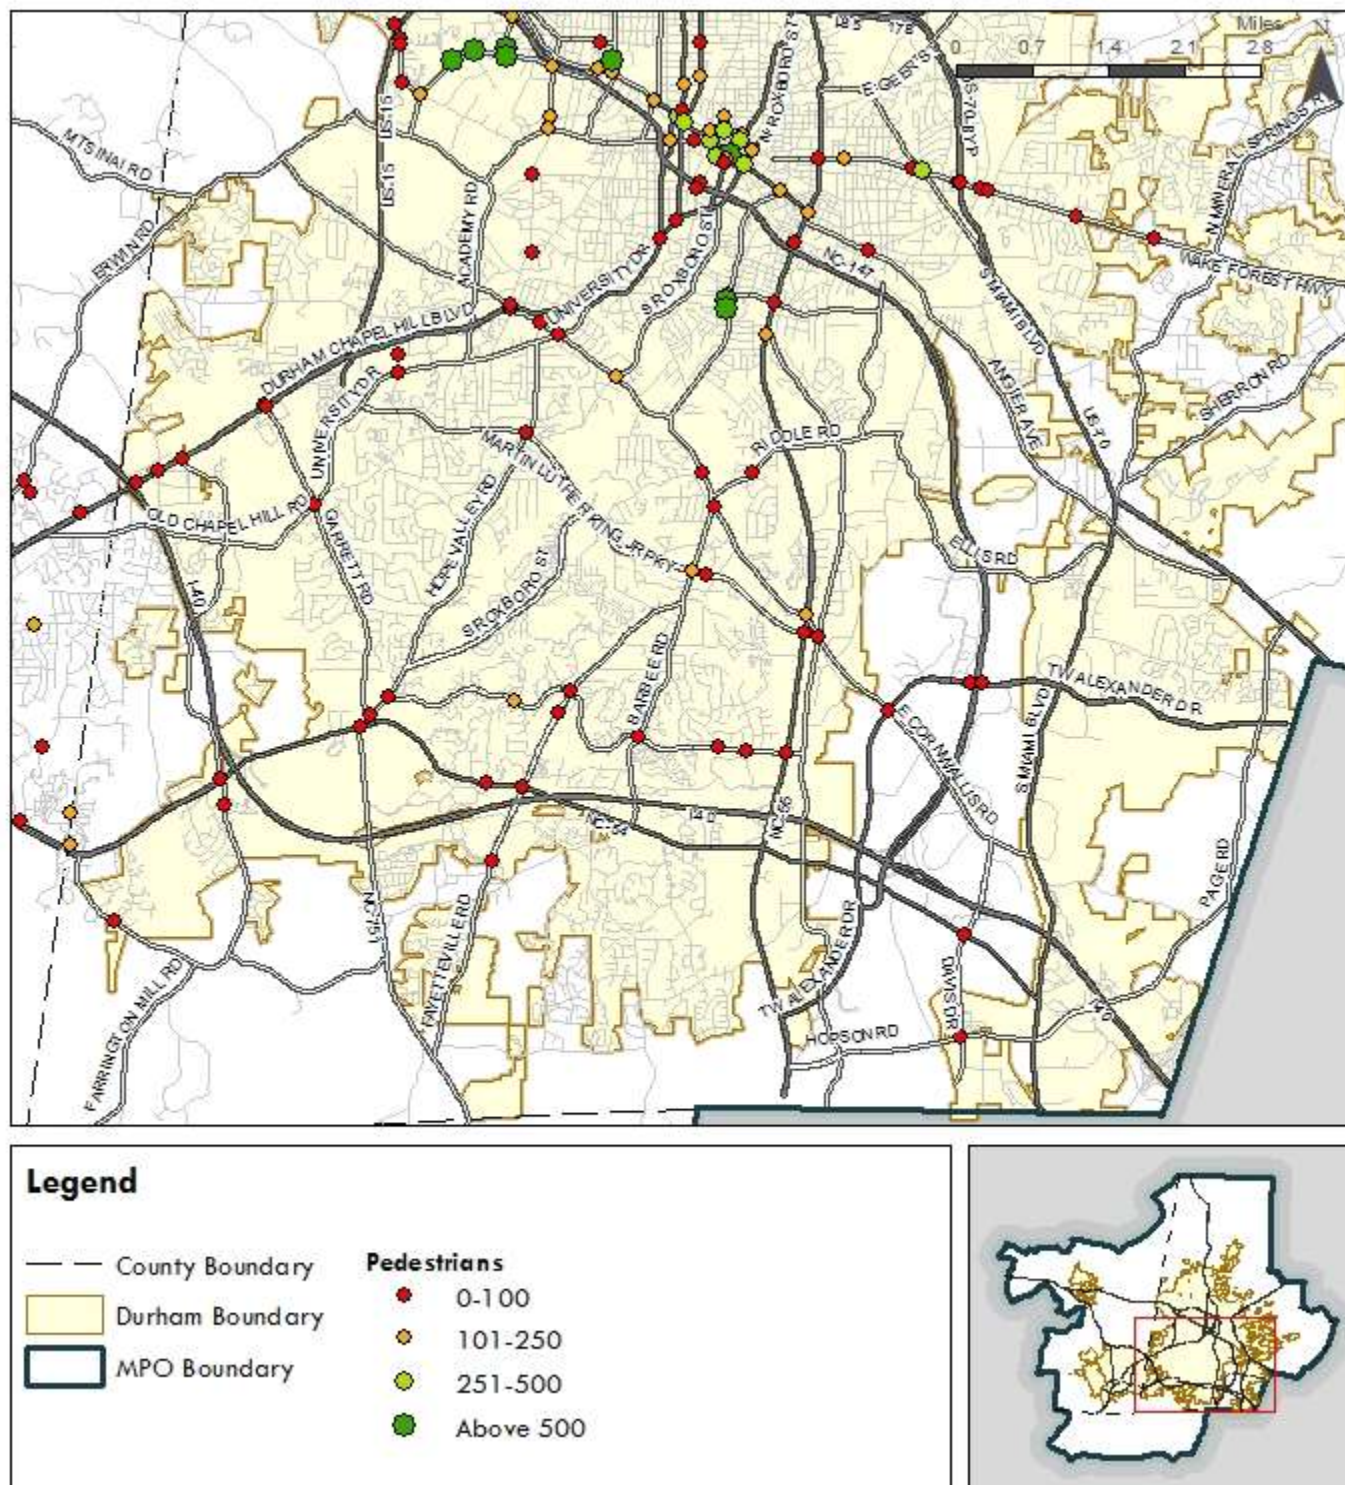 Miles
0 0.7 1.4 2.1 2.8
E GEER ST
N ROXBORO ST
US-70-BYP
MT SINAI RD
US-15
US-15
N MINERAL SPRINGS R
ERWIN RD
ACADEMY RD
UNIVERSITY DR
S ROXBORO ST
NC-147
S MIAMI BLVD
WAKE FOREST HWY
DURHAM CHAPEL HILL BLVD
ANGIER AVE
SHERRON RD
UNIVERSITY DR
MARTIN LUTHER KING JR PKY
RIDDLE RD
US-70
OLD CHAPEL HILL RD
GARRETT RD
HOPE VALLEY RD
S ROXBORO ST
ELLIS RD
I-40
BARBEE RD
TW ALEXANDER DR
S MIAMI BLVD
E CORNWALLIS RD
NC-54
I-40
NC-55
PAGE RD
NC-751
FAYETTEVILLE RD
FARRINGTON MILL RD
TW ALEXANDER DR
DAVIS DR
I-40
HOPSON RD
Legend
County Boundary
Durham Boundary
MPO Boundary
Pedestrians
0-100
101-250
251-500
Above 500